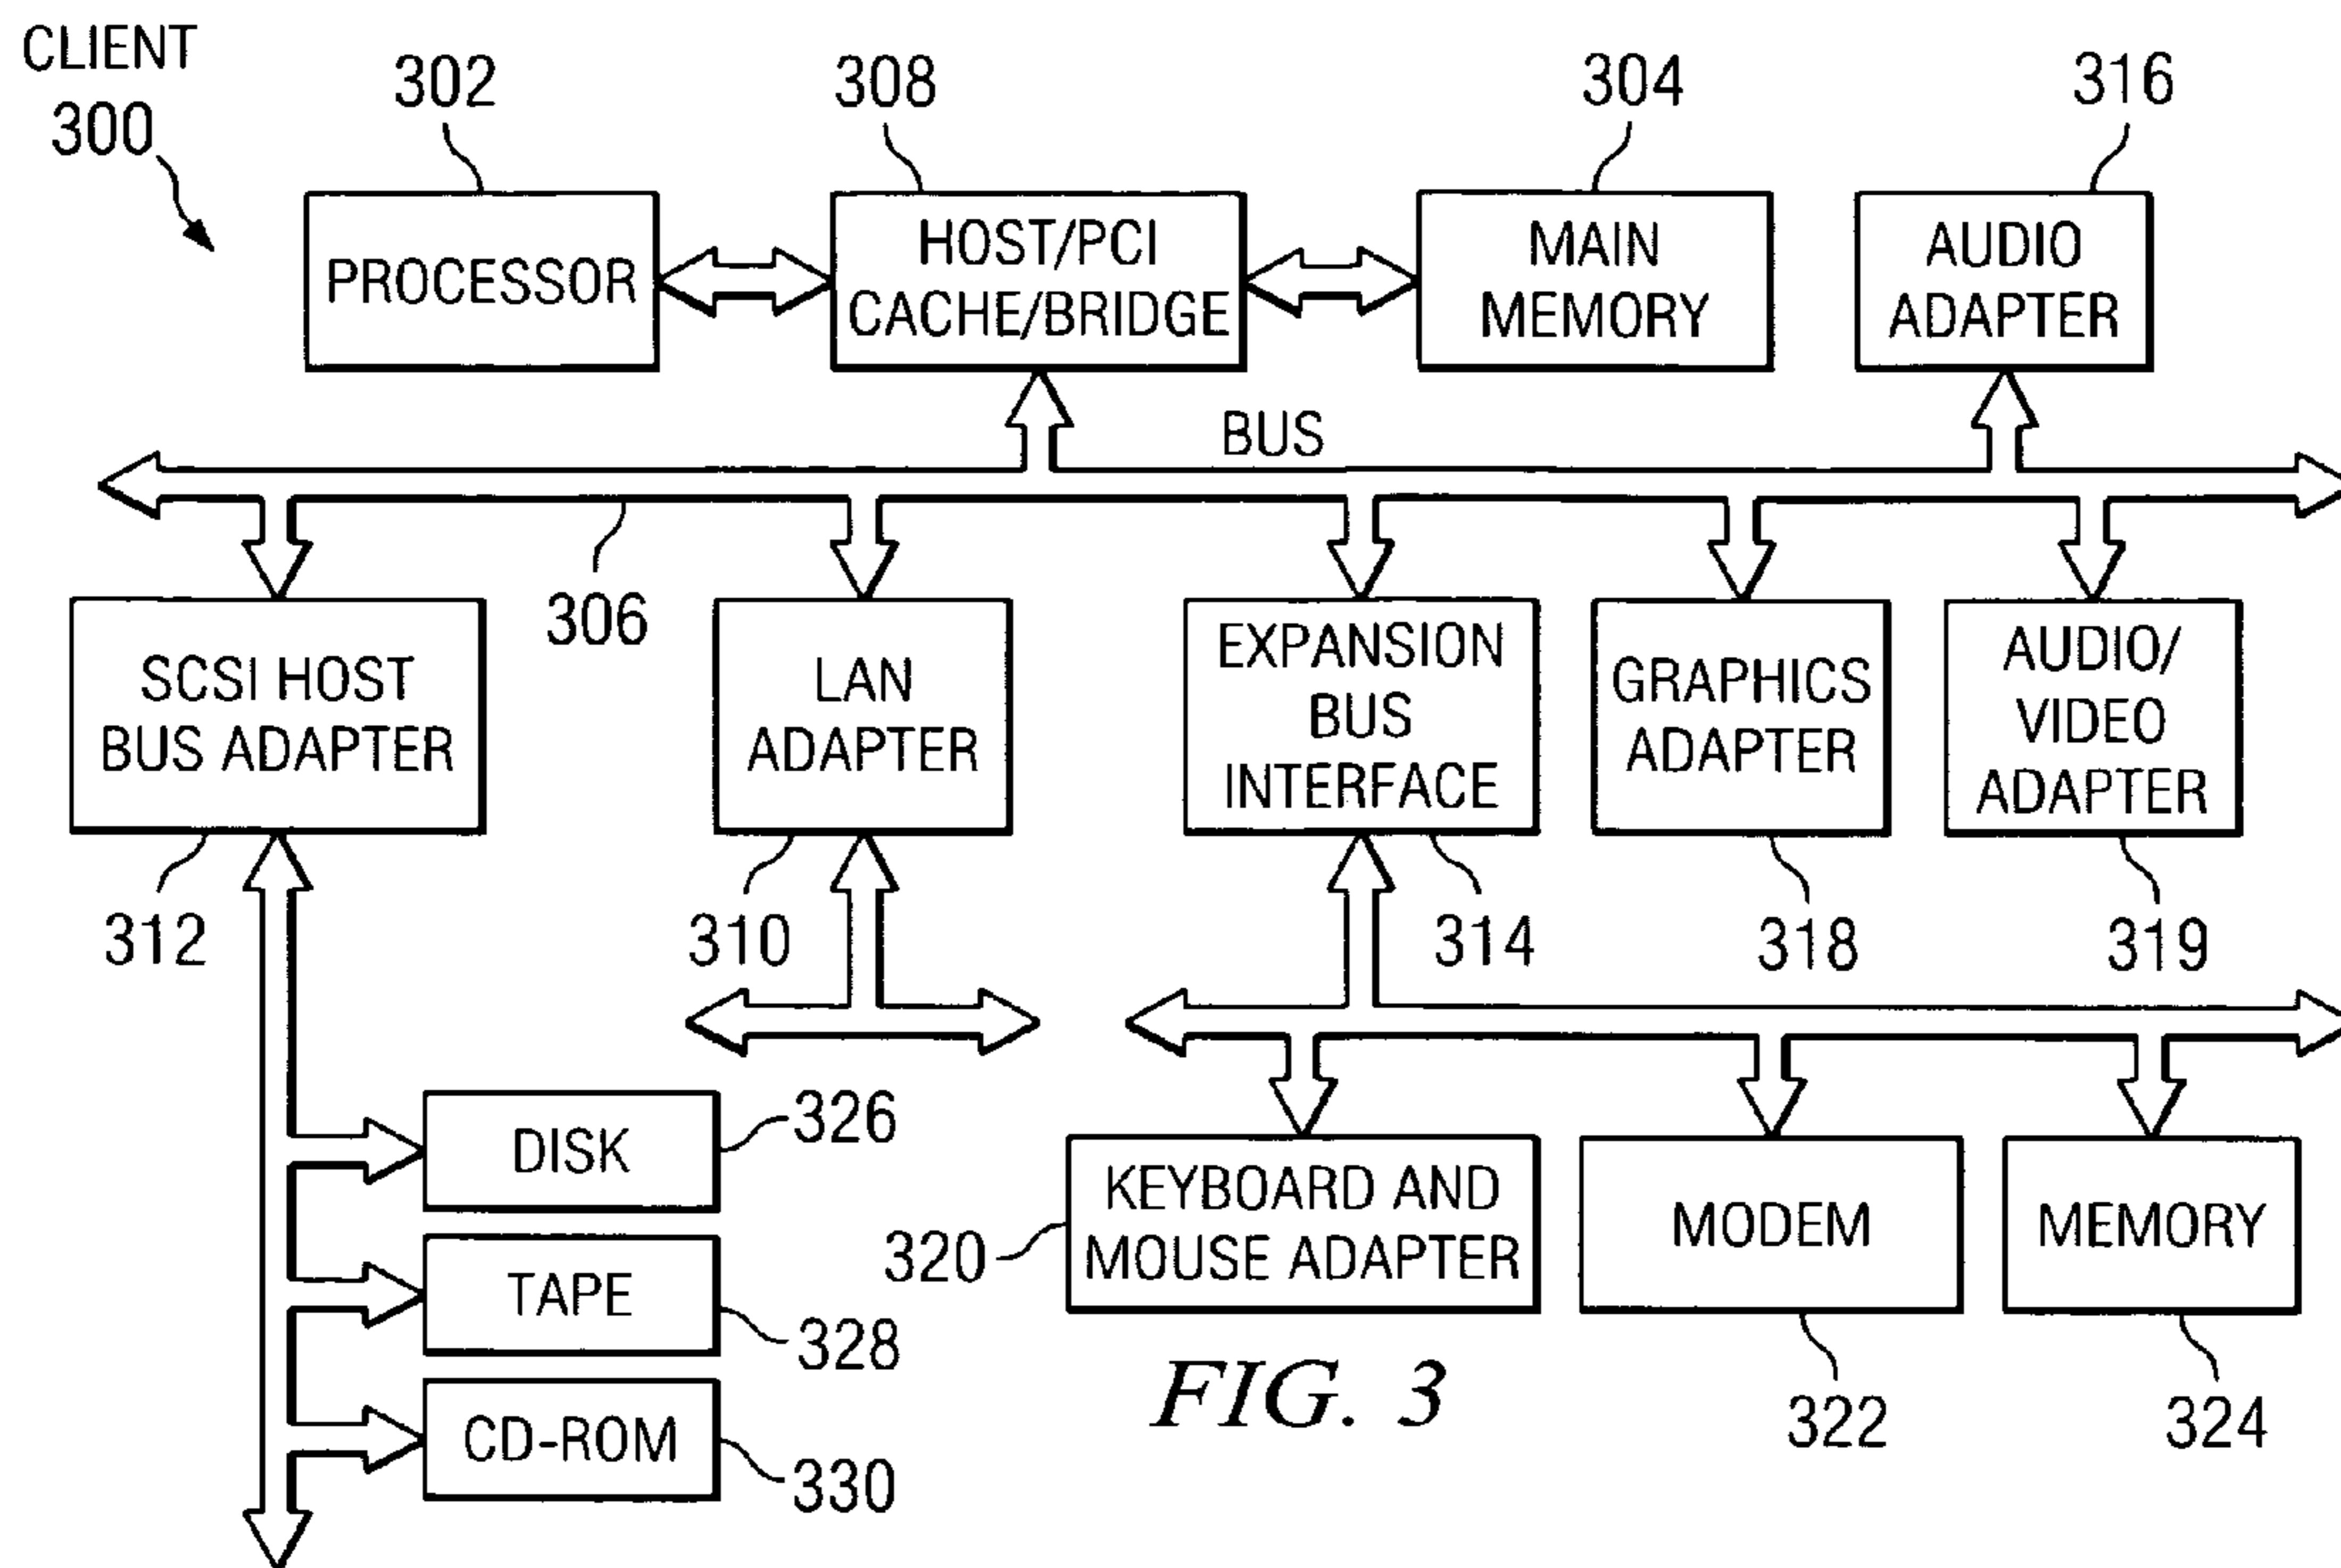 CLIENT
300
302
308
304
316
PROCESSOR
HOST/PCI
CACHE/BRIDGE
MAIN
MEMORY
AUDIO
ADAPTER
BUS
306
SCSI HOST
BUS ADAPTER
LAN
ADAPTER
EXPANSION
BUS
INTERFACE
GRAPHICS
ADAPTER
AUDIO/
VIDEO
ADAPTER
312
310
314
318
319
DISK
326
TAPE
328
CD-ROM
330
KEYBOARD AND
MOUSE ADAPTER
320
MODEM
MEMORY
322
324
FIG. 3